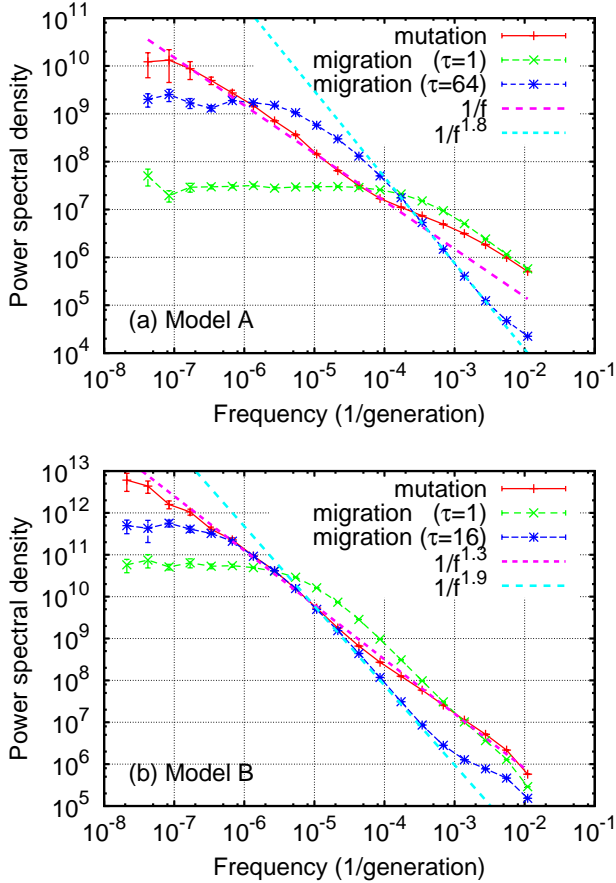 10^11
10^10
10^9
10^8
10^7
10^6
10^5
10^4
Power spectral density
mutation
migration (τ=1)
migration (τ=64)
1/f
1/f^1.8
(a) Model A
10^-8 10^-7 10^-6 10^-5 10^-4 10^-3 10^-2 10^-1
Frequency (1/generation)
10^13
10^12
10^11
10^10
10^9
10^8
10^7
10^6
10^5
Power spectral density
mutation
migration (τ=1)
migration (τ=16)
1/f^1.3
1/f^1.9
(b) Model B
10^-8 10^-7 10^-6 10^-5 10^-4 10^-3 10^-2 10^-1
Frequency (1/generation)